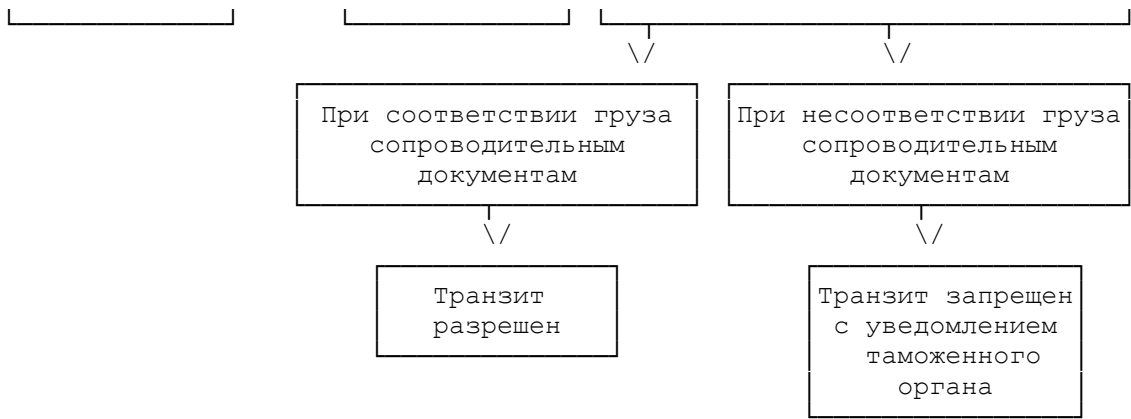 При соответствии груза
сопроводительным
документам
При несоответствии груза
сопроводительным
документам
Транзит
разрешен
Транзит запрещен
с уведомлением
таможенного
органа